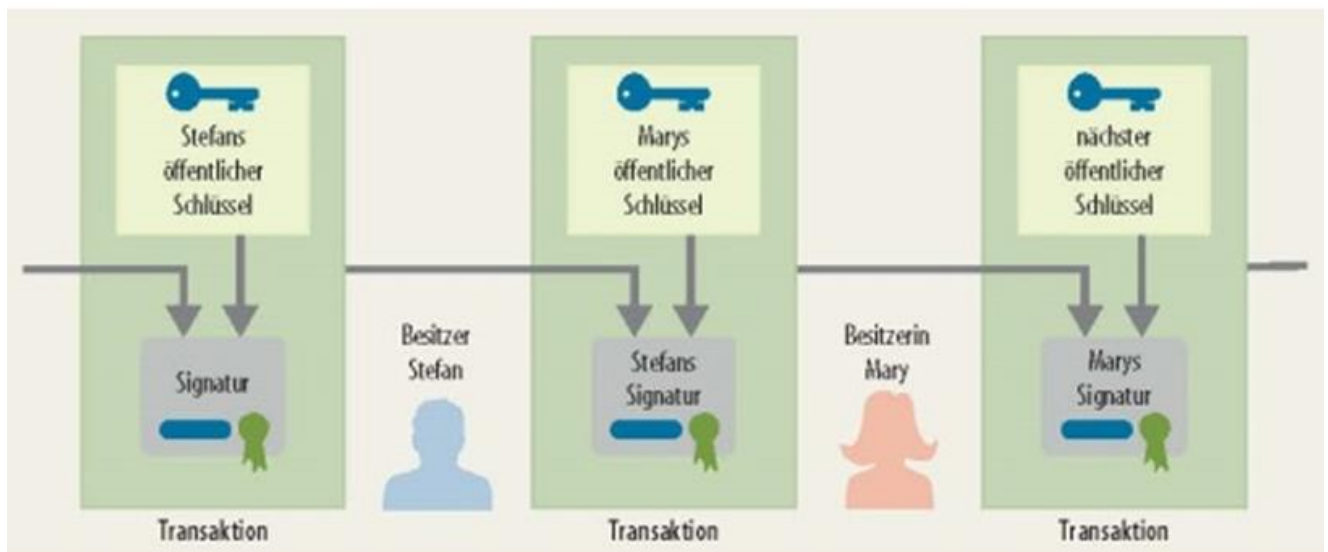 Stefans
öffentlicher
Schlüssel
Signatur
Transaktion
Besitzer
Stefan
Marys
öffentlicher
Schlüssel
Stefans
Signatur
Transaktion
Besitzerin
Mary
nächster
öffentlicher
Schlüssel
Marys
Signatur
Transaktion